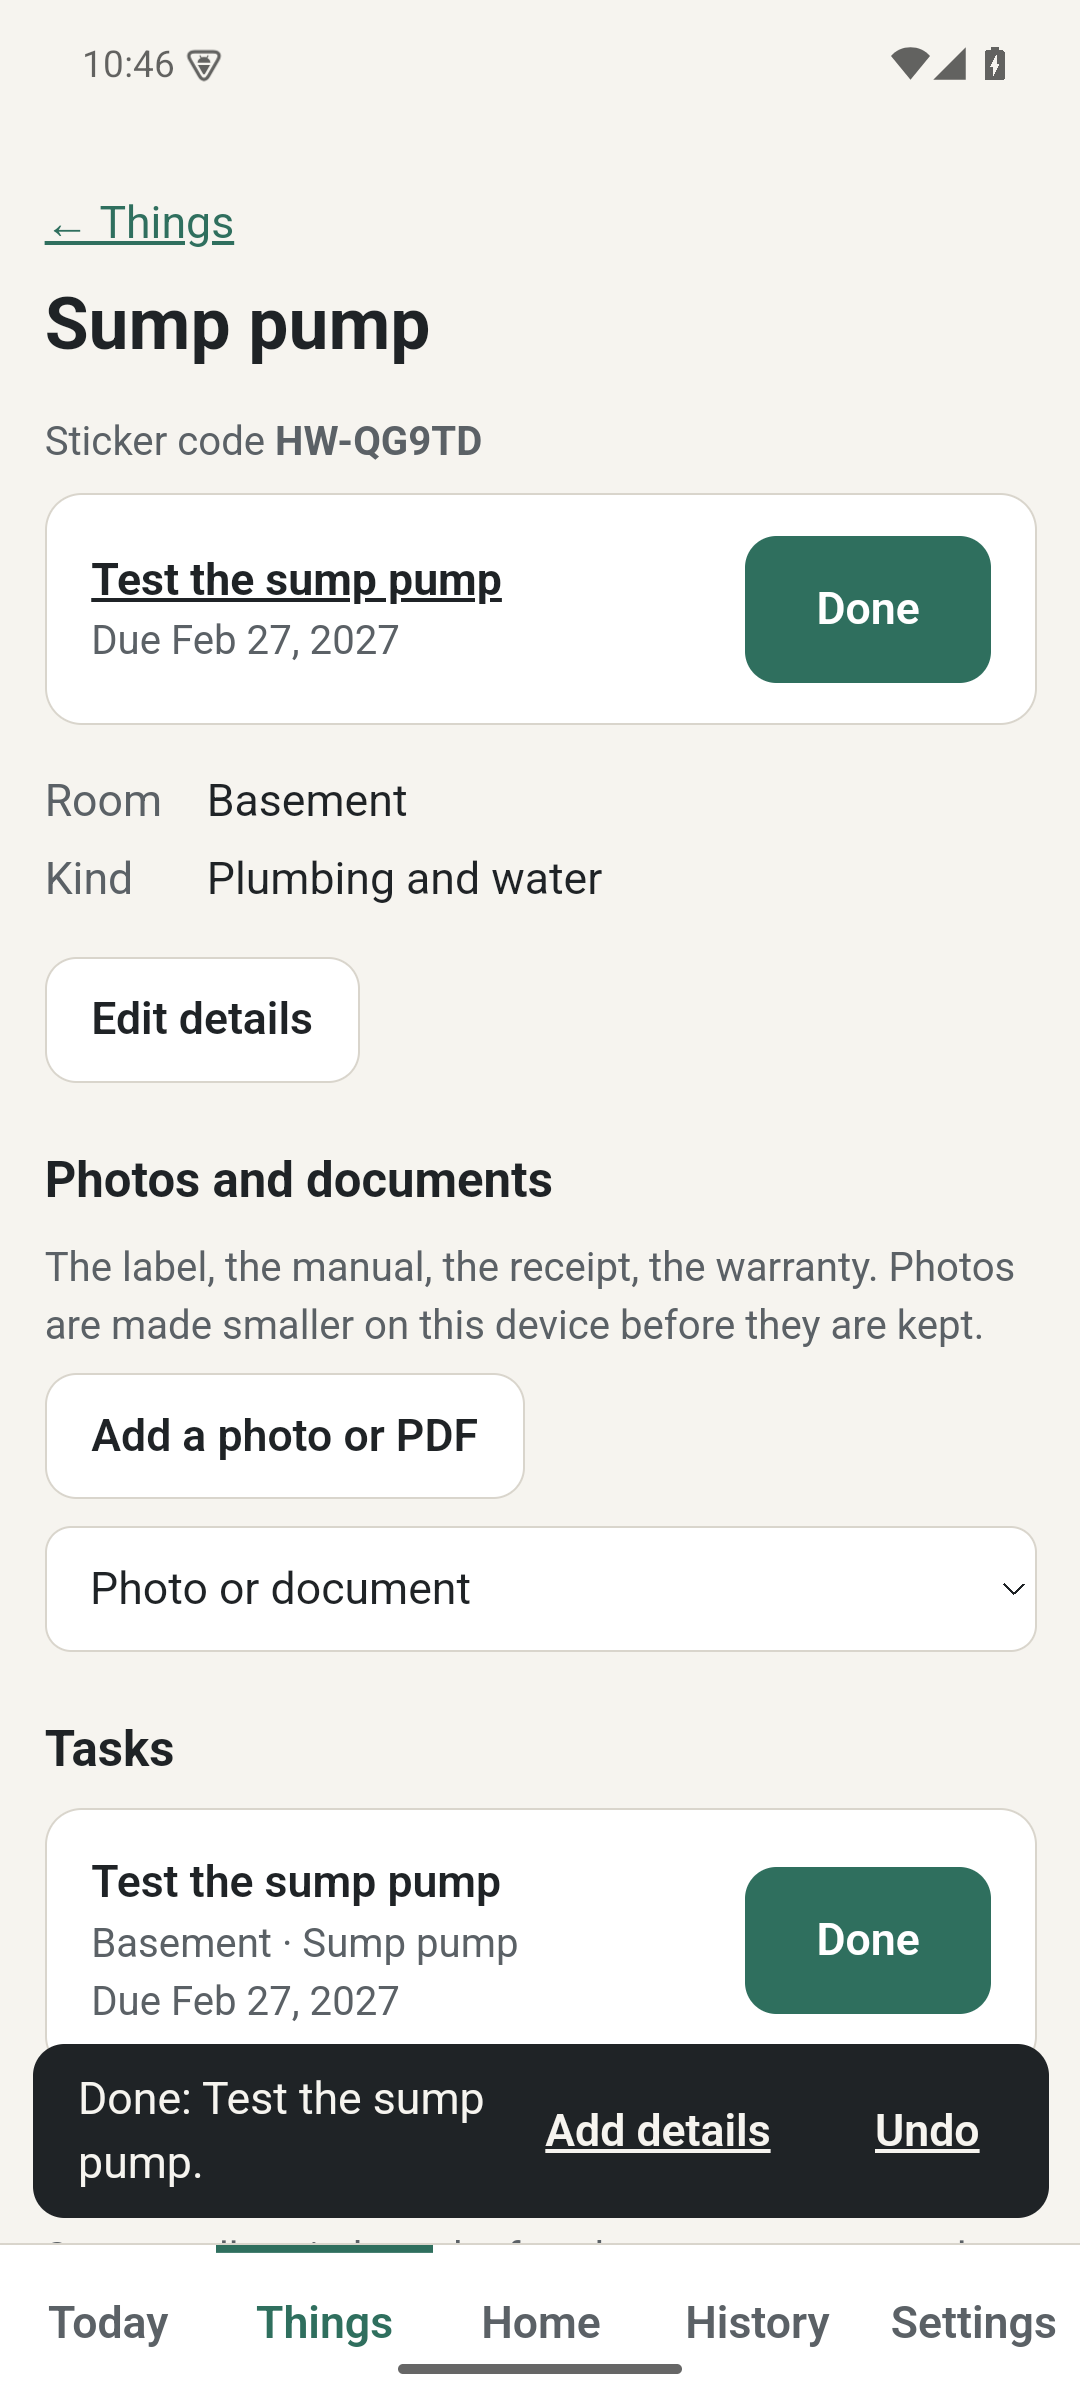 10:46
← Things
Sump pump
Sticker code HW-QG9TD
Test the sump pump
Due Feb 27, 2027
Done
Room Basement
Kind Plumbing and water
Edit details
Photos and documents
The label, the manual, the receipt, the warranty. Photos
are made smaller on this device before they are kept.
Add a photo or PDF
Photo or document
Tasks
Test the sump pump
Basement · Sump pump
Due Feb 27, 2027
Done
Done: Test the sump
pump.
Add details
Undo
Today Things Home History Settings